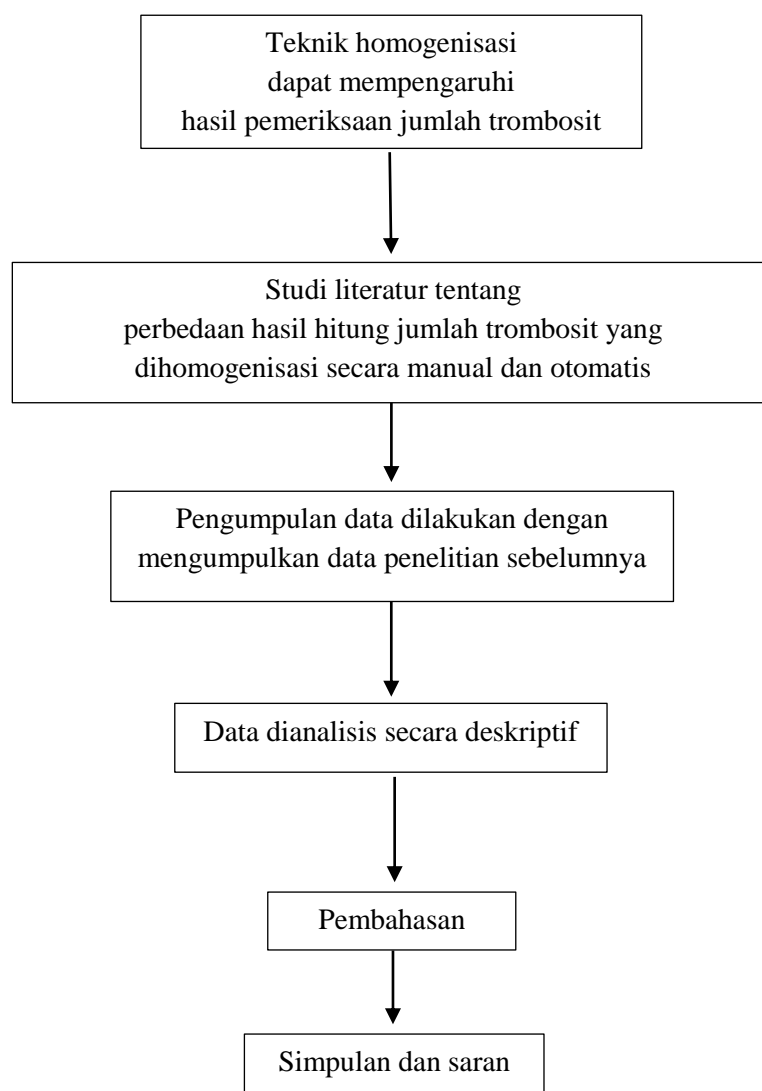 Teknik homogenisasi
dapat mempengaruhi
hasil pemeriksaan jumlah trombosit
Studi literatur tentang
perbedaan hasil hitung jumlah trombosit yang
dihomogenisasi secara manual dan otomatis
Pengumpulan data dilakukan dengan
mengumpulkan data penelitian sebelumnya
Data dianalisis secara deskriptif
Pembahasan
Simpulan dan saran